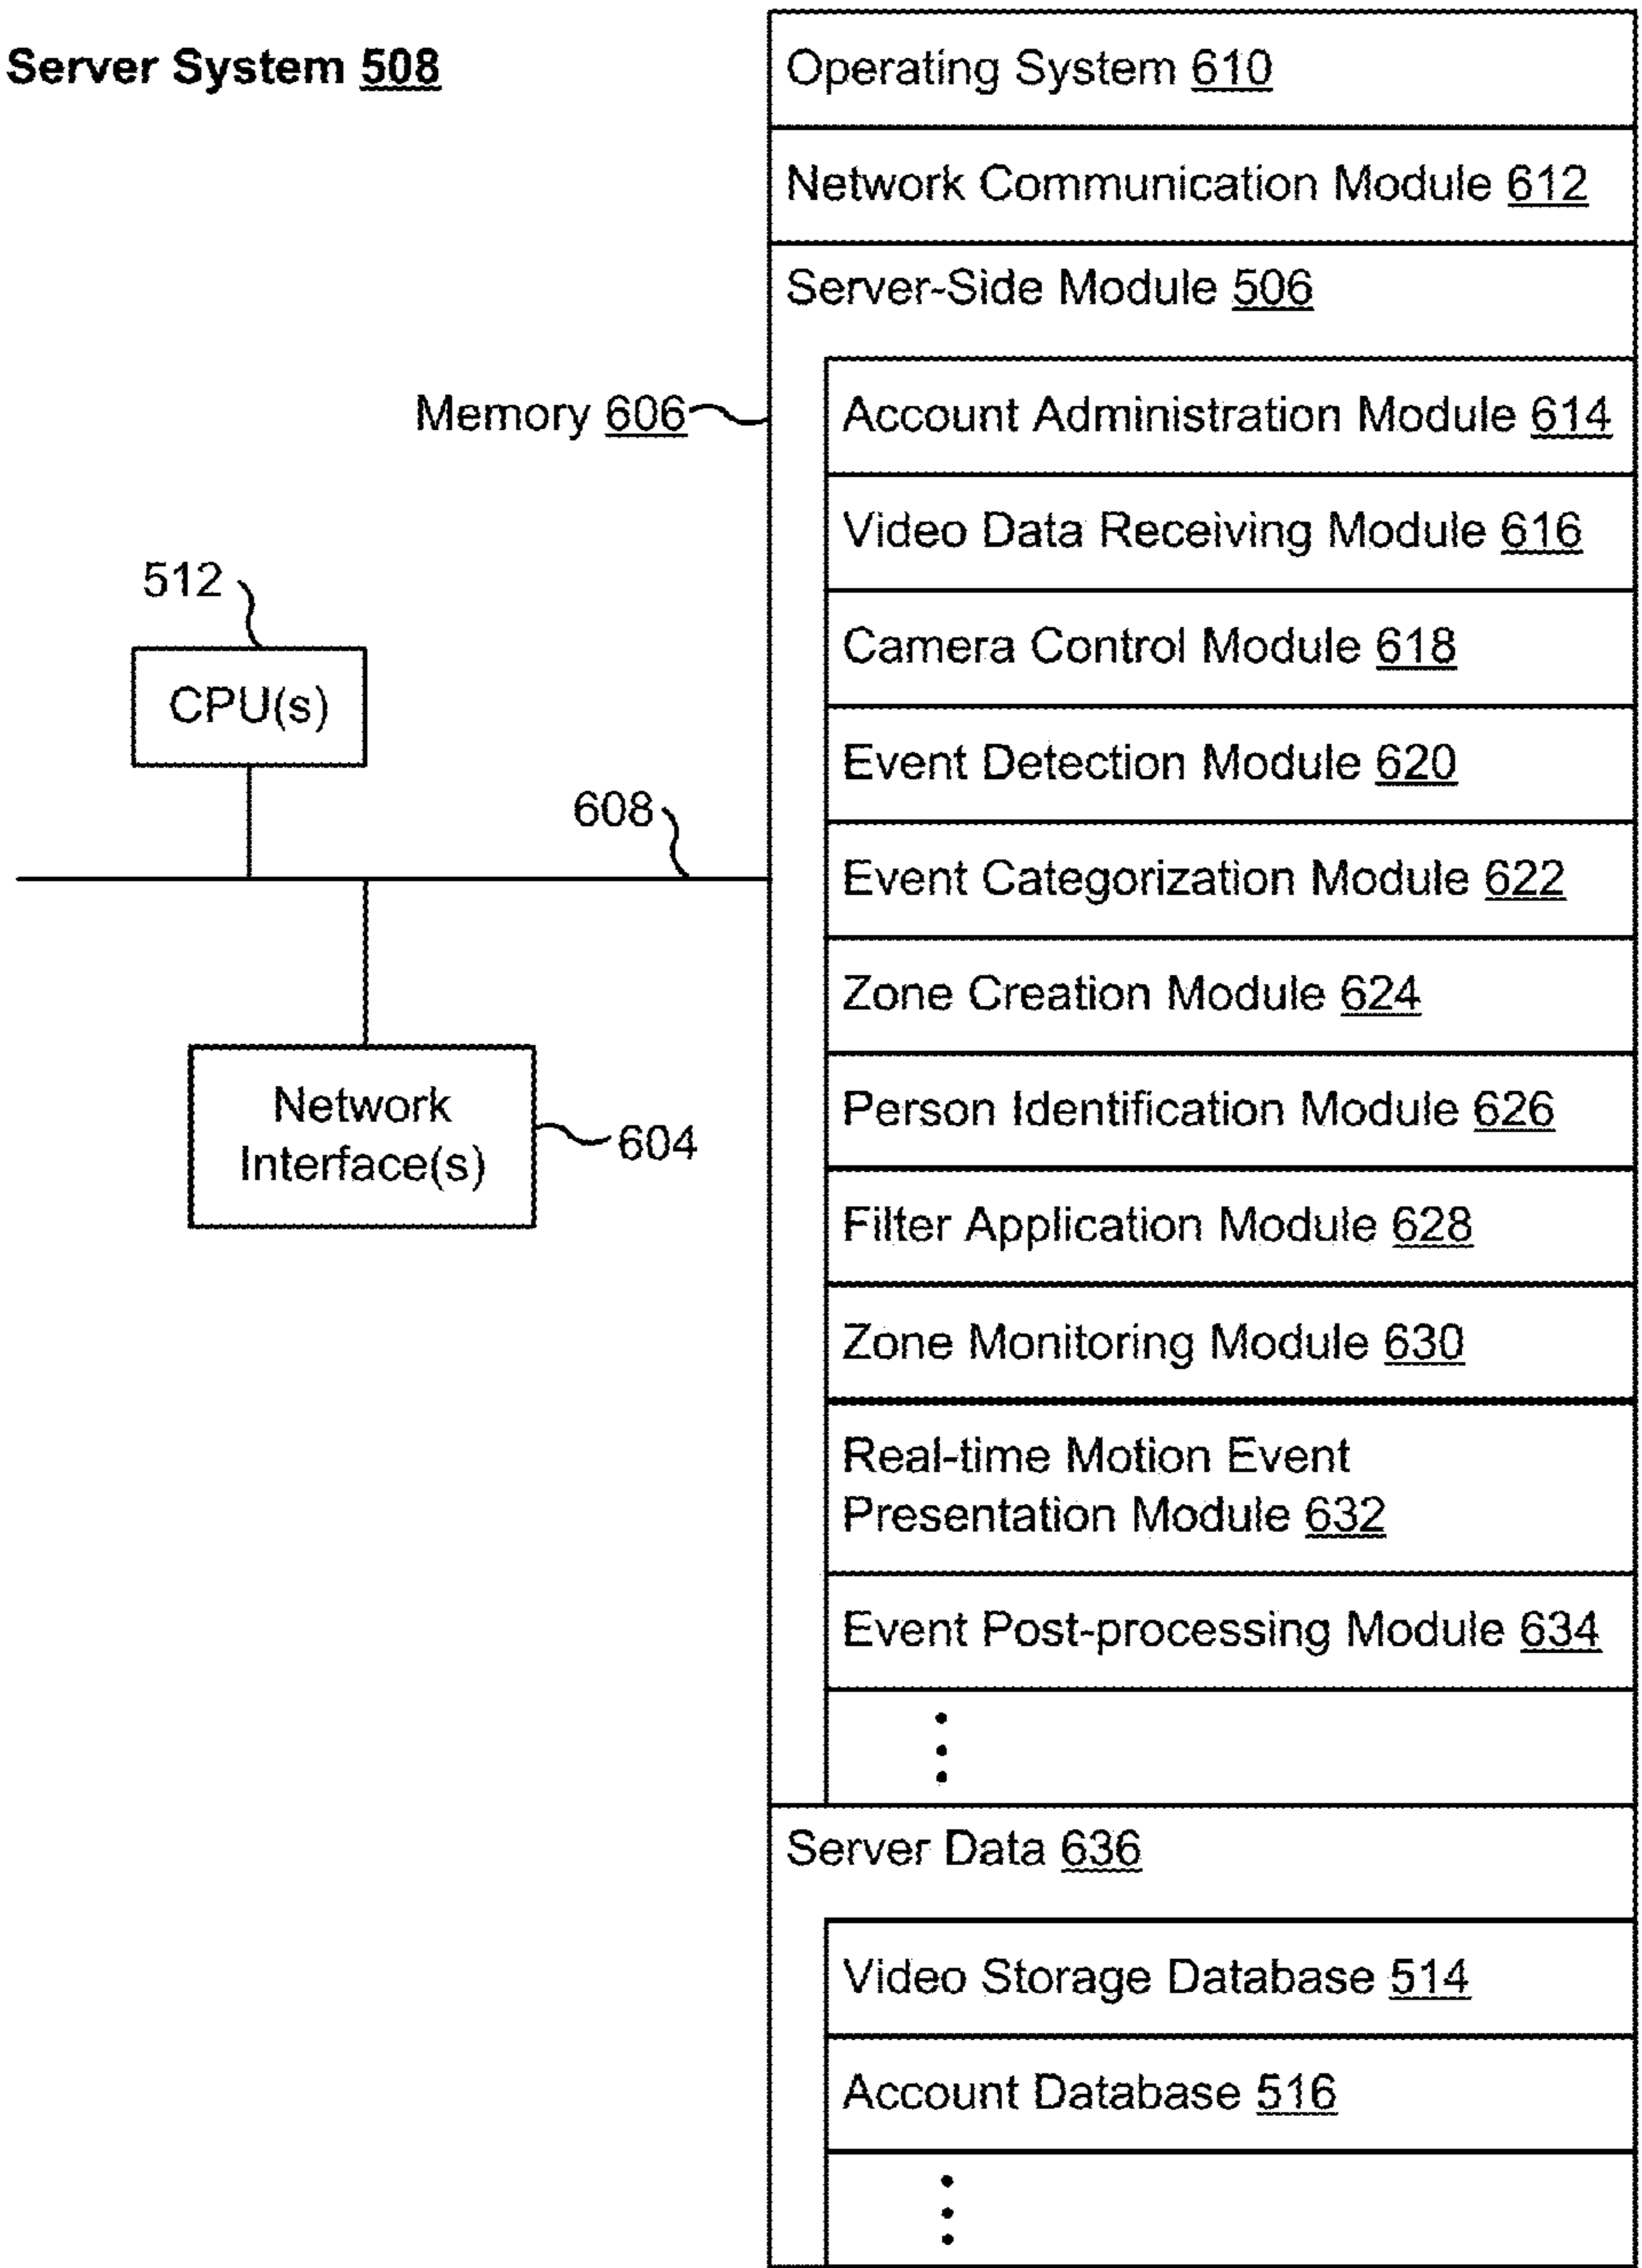 Server System 508
Operating System 610
Network Communication Module 612
Server-Side Module 506
Memory 606
Account Administration Module 614
Video Data Receiving Module 616
512
CPU(s)
Camera Control Module 618
Event Detection Module 620
608
Event Categorization Module 622
Zone Creation Module 624
Network
Interface(s)
604
Person Identification Module 626
Filter Application Module 628
Zone Monitoring Module 630
Real-time Motion Event
Presentation Module 632
Event Post-processing Module 634
Server Data 636
Video Storage Database 514
Account Database 516